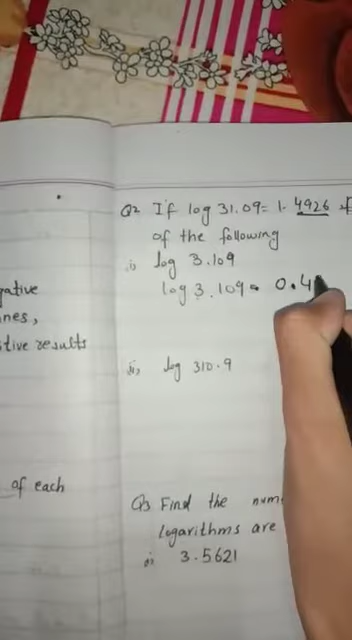 Q2 If log 31.09 = 1.4926
of the following
i) log 3.109
log 3.109 = 0.4
ii) log 310.9
Q3 Find the
logarithms are
i) 3.5621
nes,
tive results
of each